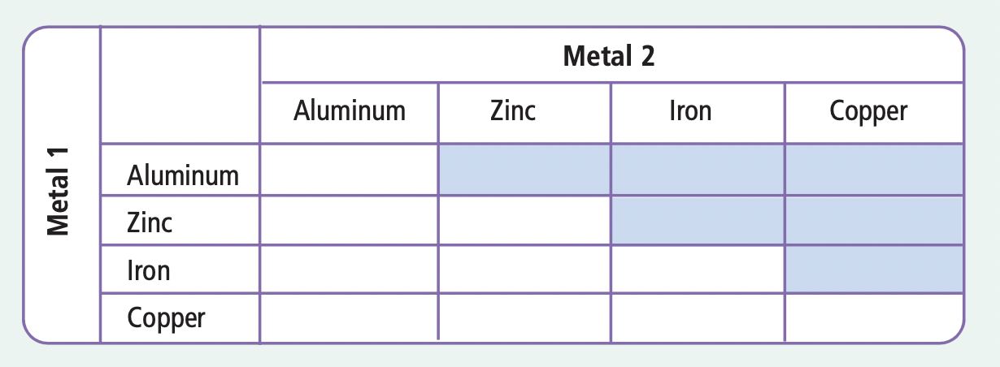 Metal 2
Aluminum Zinc Iron Copper
Metal 1
Aluminum
Zinc
Iron
Copper